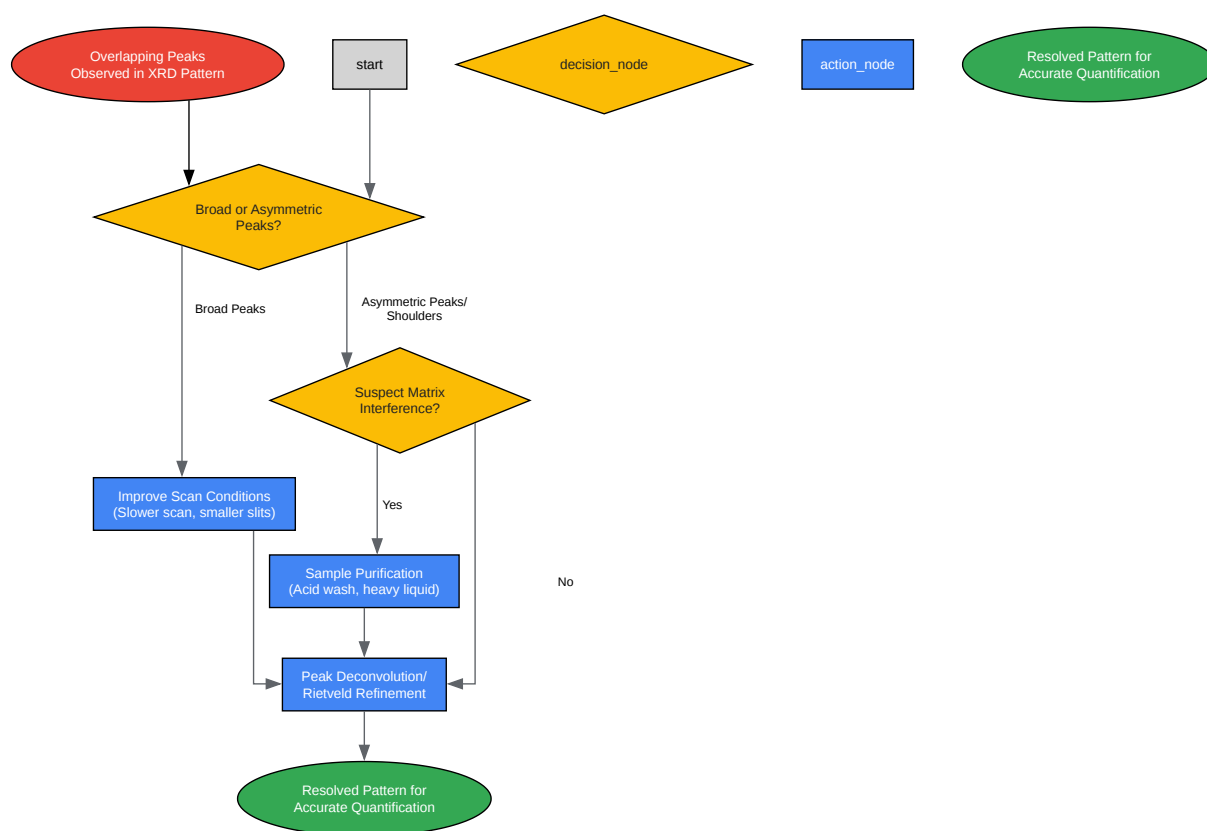 Overlapping Peaks
Observed in XRD Pattern
start
decision_node
action_node
Resolved Pattern for
Accurate Quantification
Broad or Asymmetric
Peaks?
Broad Peaks
Asymmetric Peaks/
Shoulders
Suspect Matrix
Interference?
Improve Scan Conditions
(Slower scan, smaller slits)
Yes
Sample Purification
(Acid wash, heavy liquid)
No
Peak Deconvolution/
Rietveld Refinement
Resolved Pattern for
Accurate Quantification